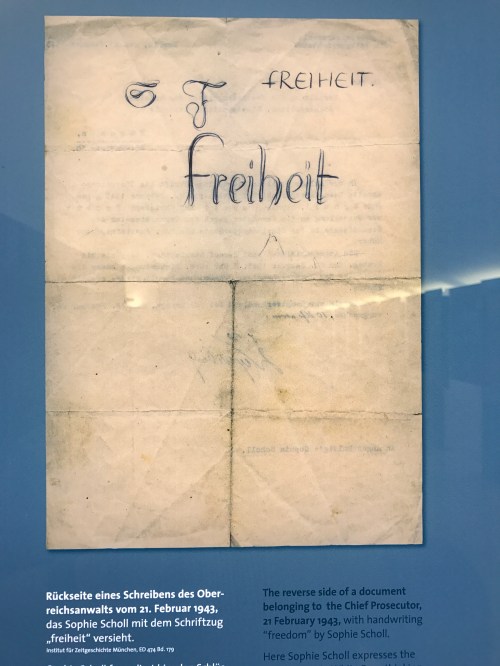 S F FREIHEIT.
Freiheit
Rückseite eines Schreibens des Ober-
reichsanwalts vom 21. Februar 1943,
das Sophie Scholl mit dem Schriftzug
„freiheit“ versieht.
Institut für Zeitgeschichte München, ED 474 Bd. 179
The reverse side of a document
belonging to the Chief Prosecutor,
21 February 1943, with handwriting
“freedom” by Sophie Scholl.
Here Sophie Scholl expresses the